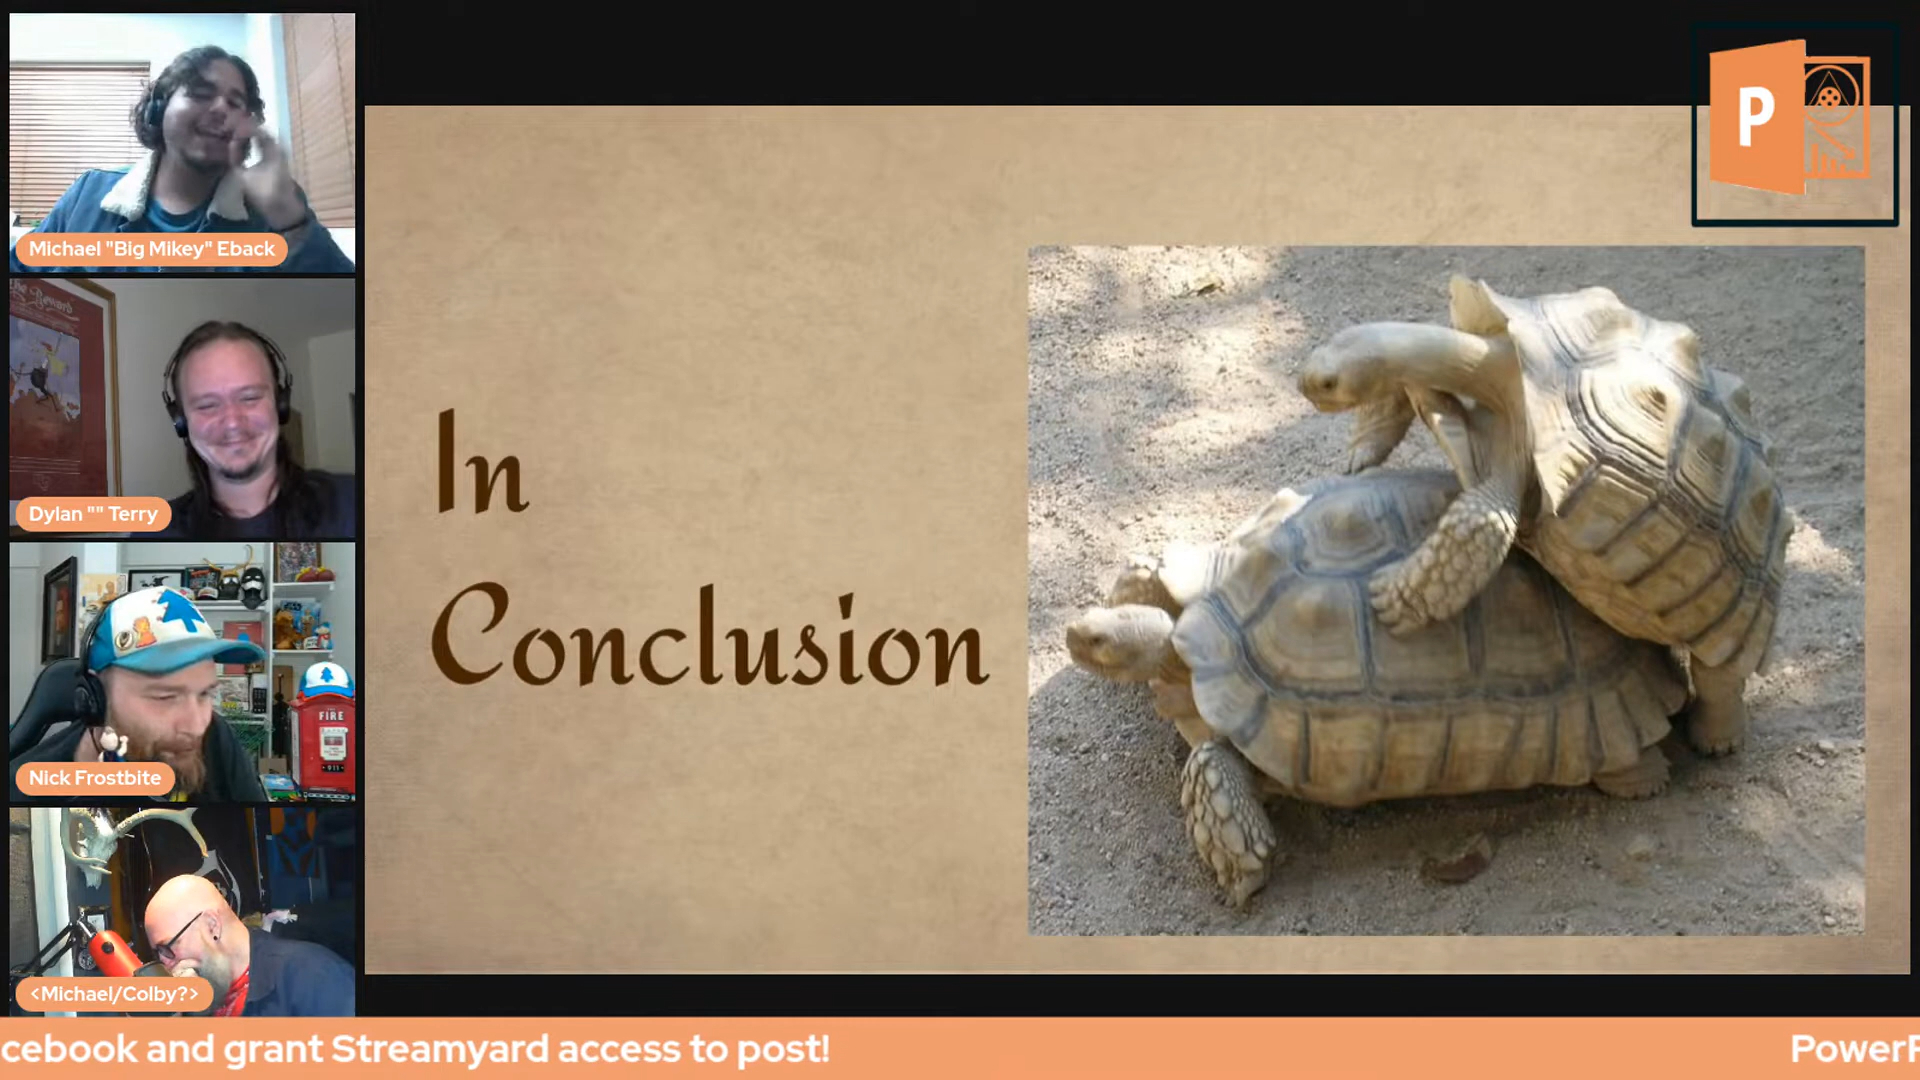 Michael "Big Mikey" Eback
Dylan "" Terry
Nick Frostbite
FIRE
<Michael/Colby?>
In
Conclusion
P
cebook and grant Streamyard access to post!
PowerP